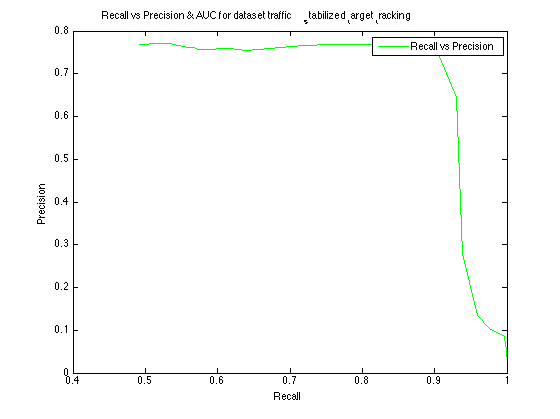 Recall vs Precision & AUC for dataset traffic stabilized target tracking
Recall vs Precision
0.8
0.7
0.6
0.5
0.4
0.3
0.2
0.1
0
Precision
0.4 0.5 0.6 0.7 0.8 0.9 1
Recall